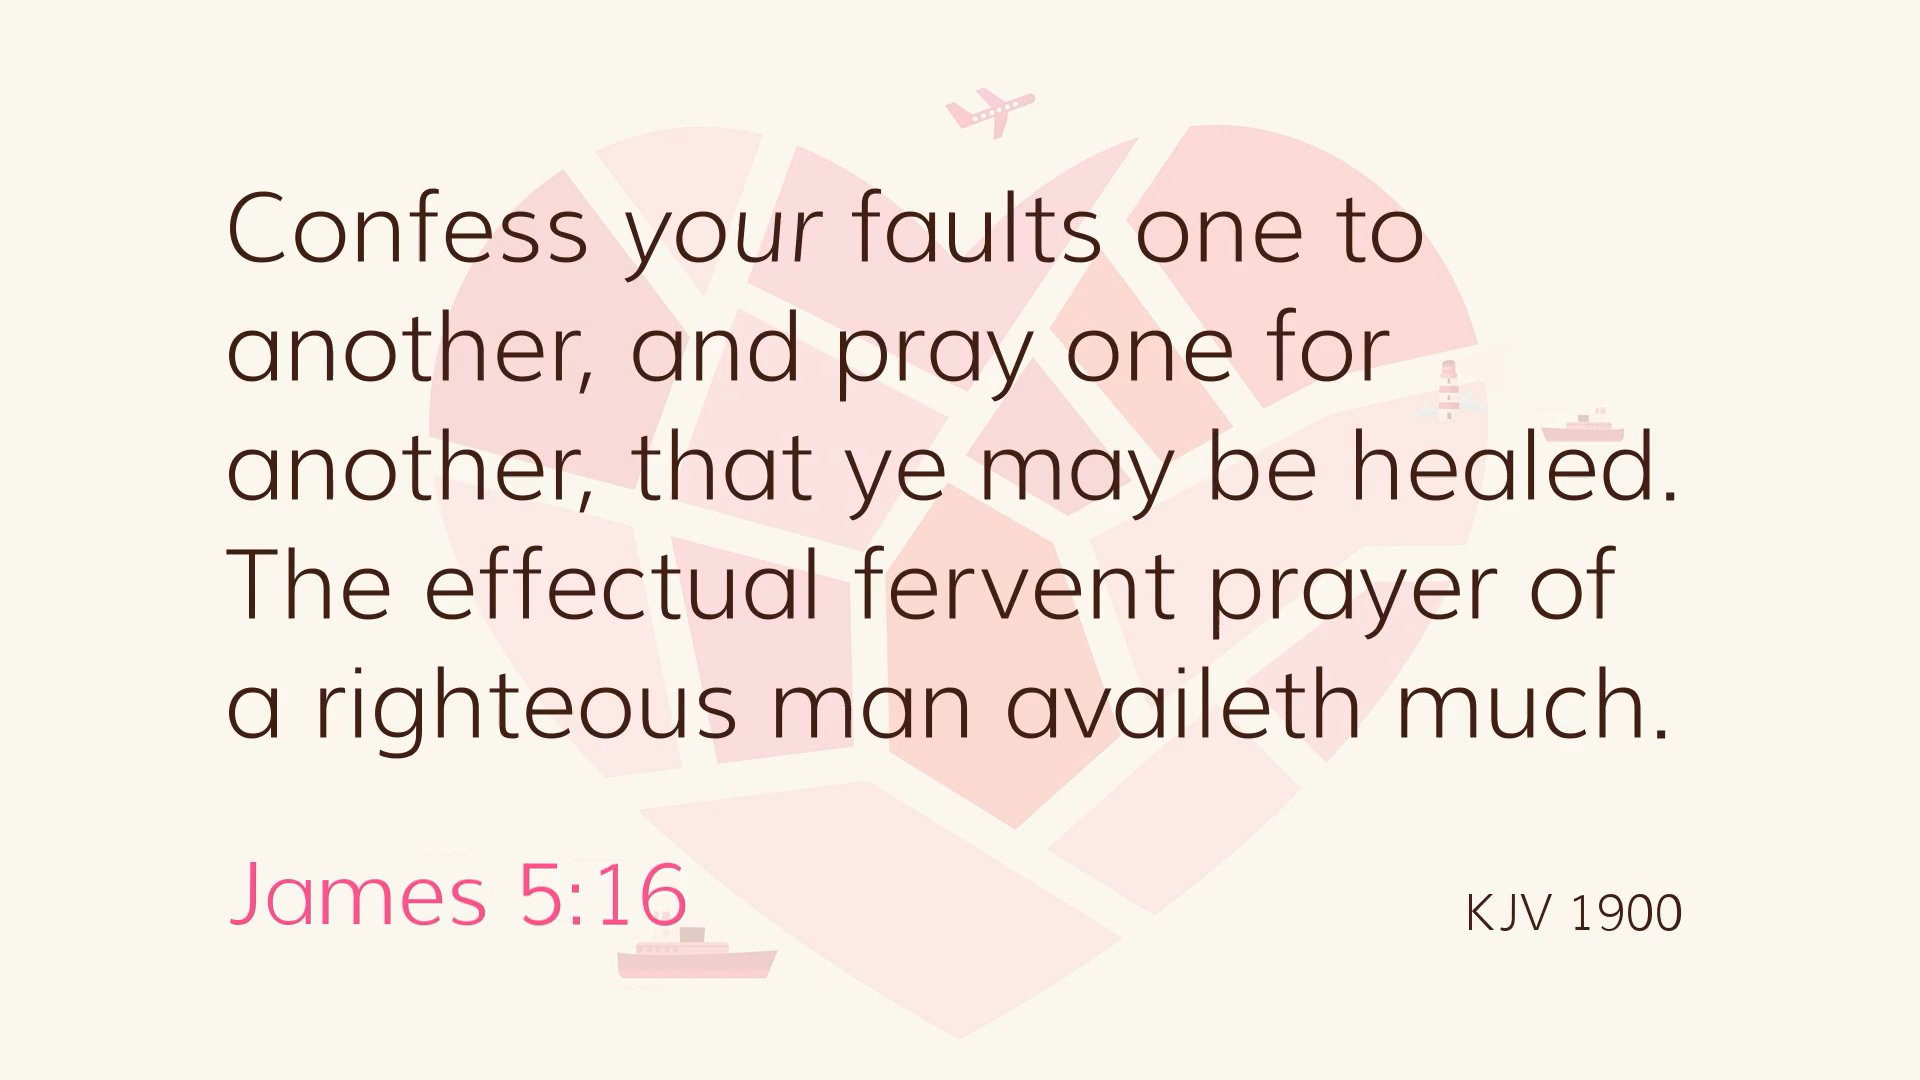 Confess your faults one to
another, and pray one for
another, that ye may be healed.
The effectual fervent prayer of
a righteous man availeth much.
James 5:16
KJV 1900